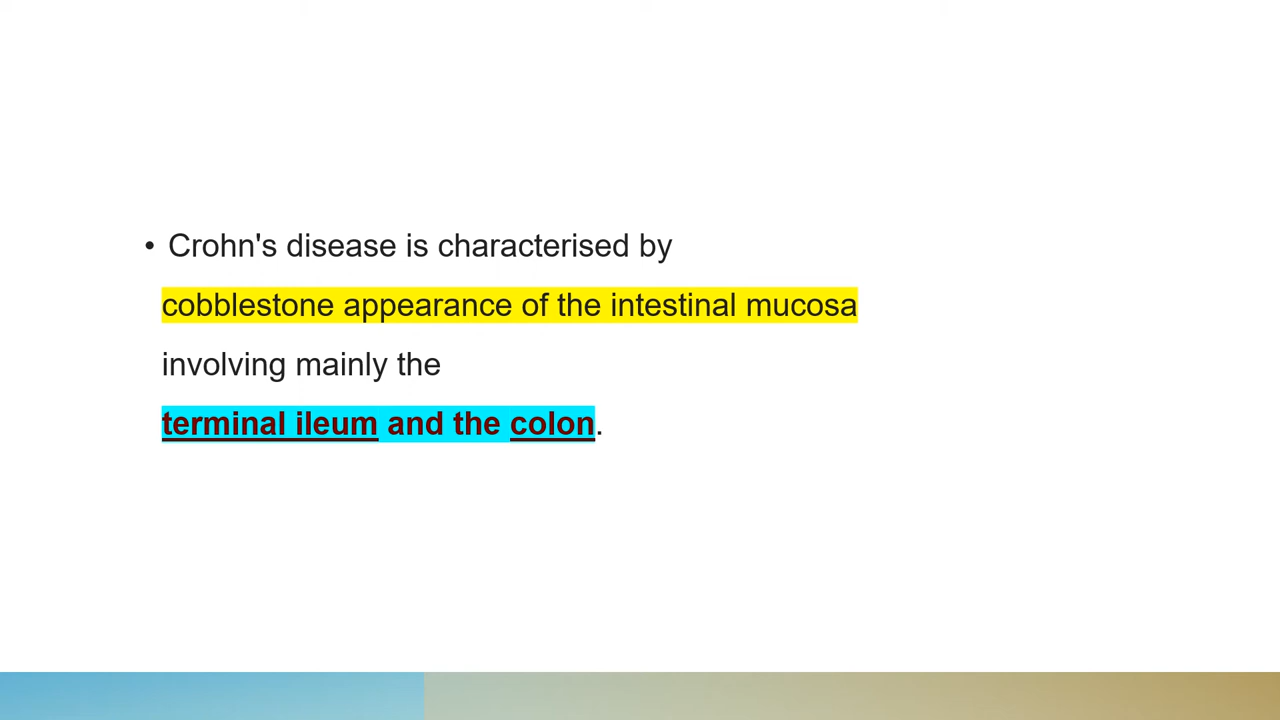 • Crohn's disease is characterised by
cobblestone appearance of the intestinal mucosa
involving mainly the
terminal ileum and the colon.